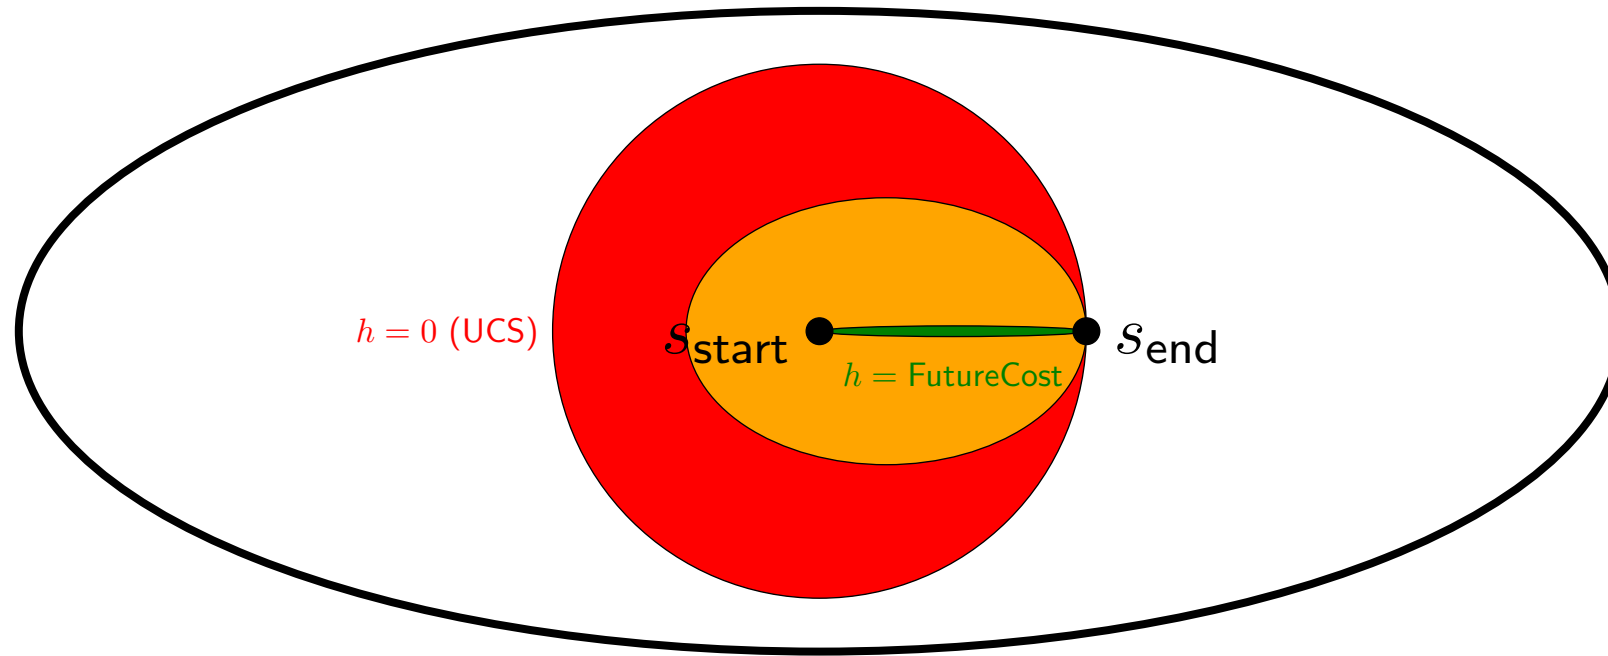 h = 0 (UCS)
s_start
s_end
h = FutureCost